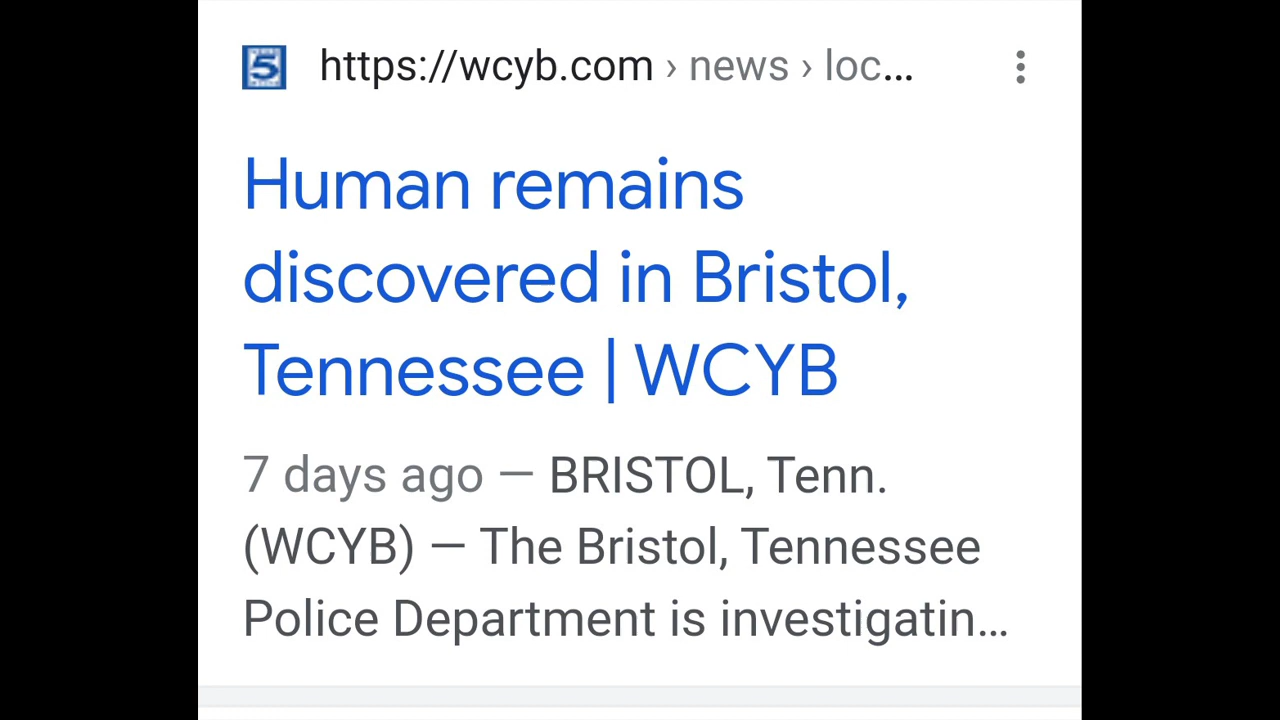 5
https://wcyb.com › news › loc...
Human remains
discovered in Bristol,
Tennessee | WCYB
7 days ago — BRISTOL, Tenn.
(WCYB) — The Bristol, Tennessee
Police Department is investigatin...